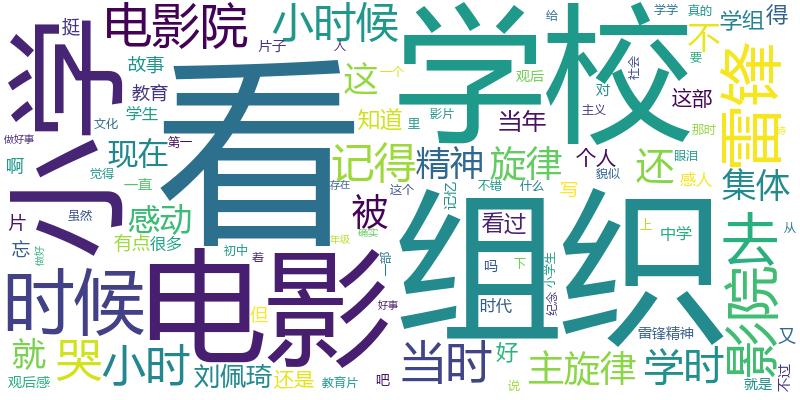 小学
挺
电影院
片子
小时候
人
给
学校
学学
真的
学组
得
不
要
社会
对
雷锋
故事
教育
学生
文化
做好事
这
一个
观后
影片
里
主义
这部
那时
知道
当年
看
第一
现在
啊
觉得
一直
记得
精神
旋律
个人
还
眼泪
貌似
感人
集体
存在
这个
记忆
不错
什么
写
虽然
片
感动
被
有点
很多
忘
做好
初中
着
年级
确实
看过
组织
上
中学
去
从
影院
吗
下
小学生
时候
电影
但
好事
时代
纪念
雷锋精神
又
就
哭
小时
刘佩琦
还是
教育片
吧
当时
好
说
主旋律
学时
就是
不过
观后感